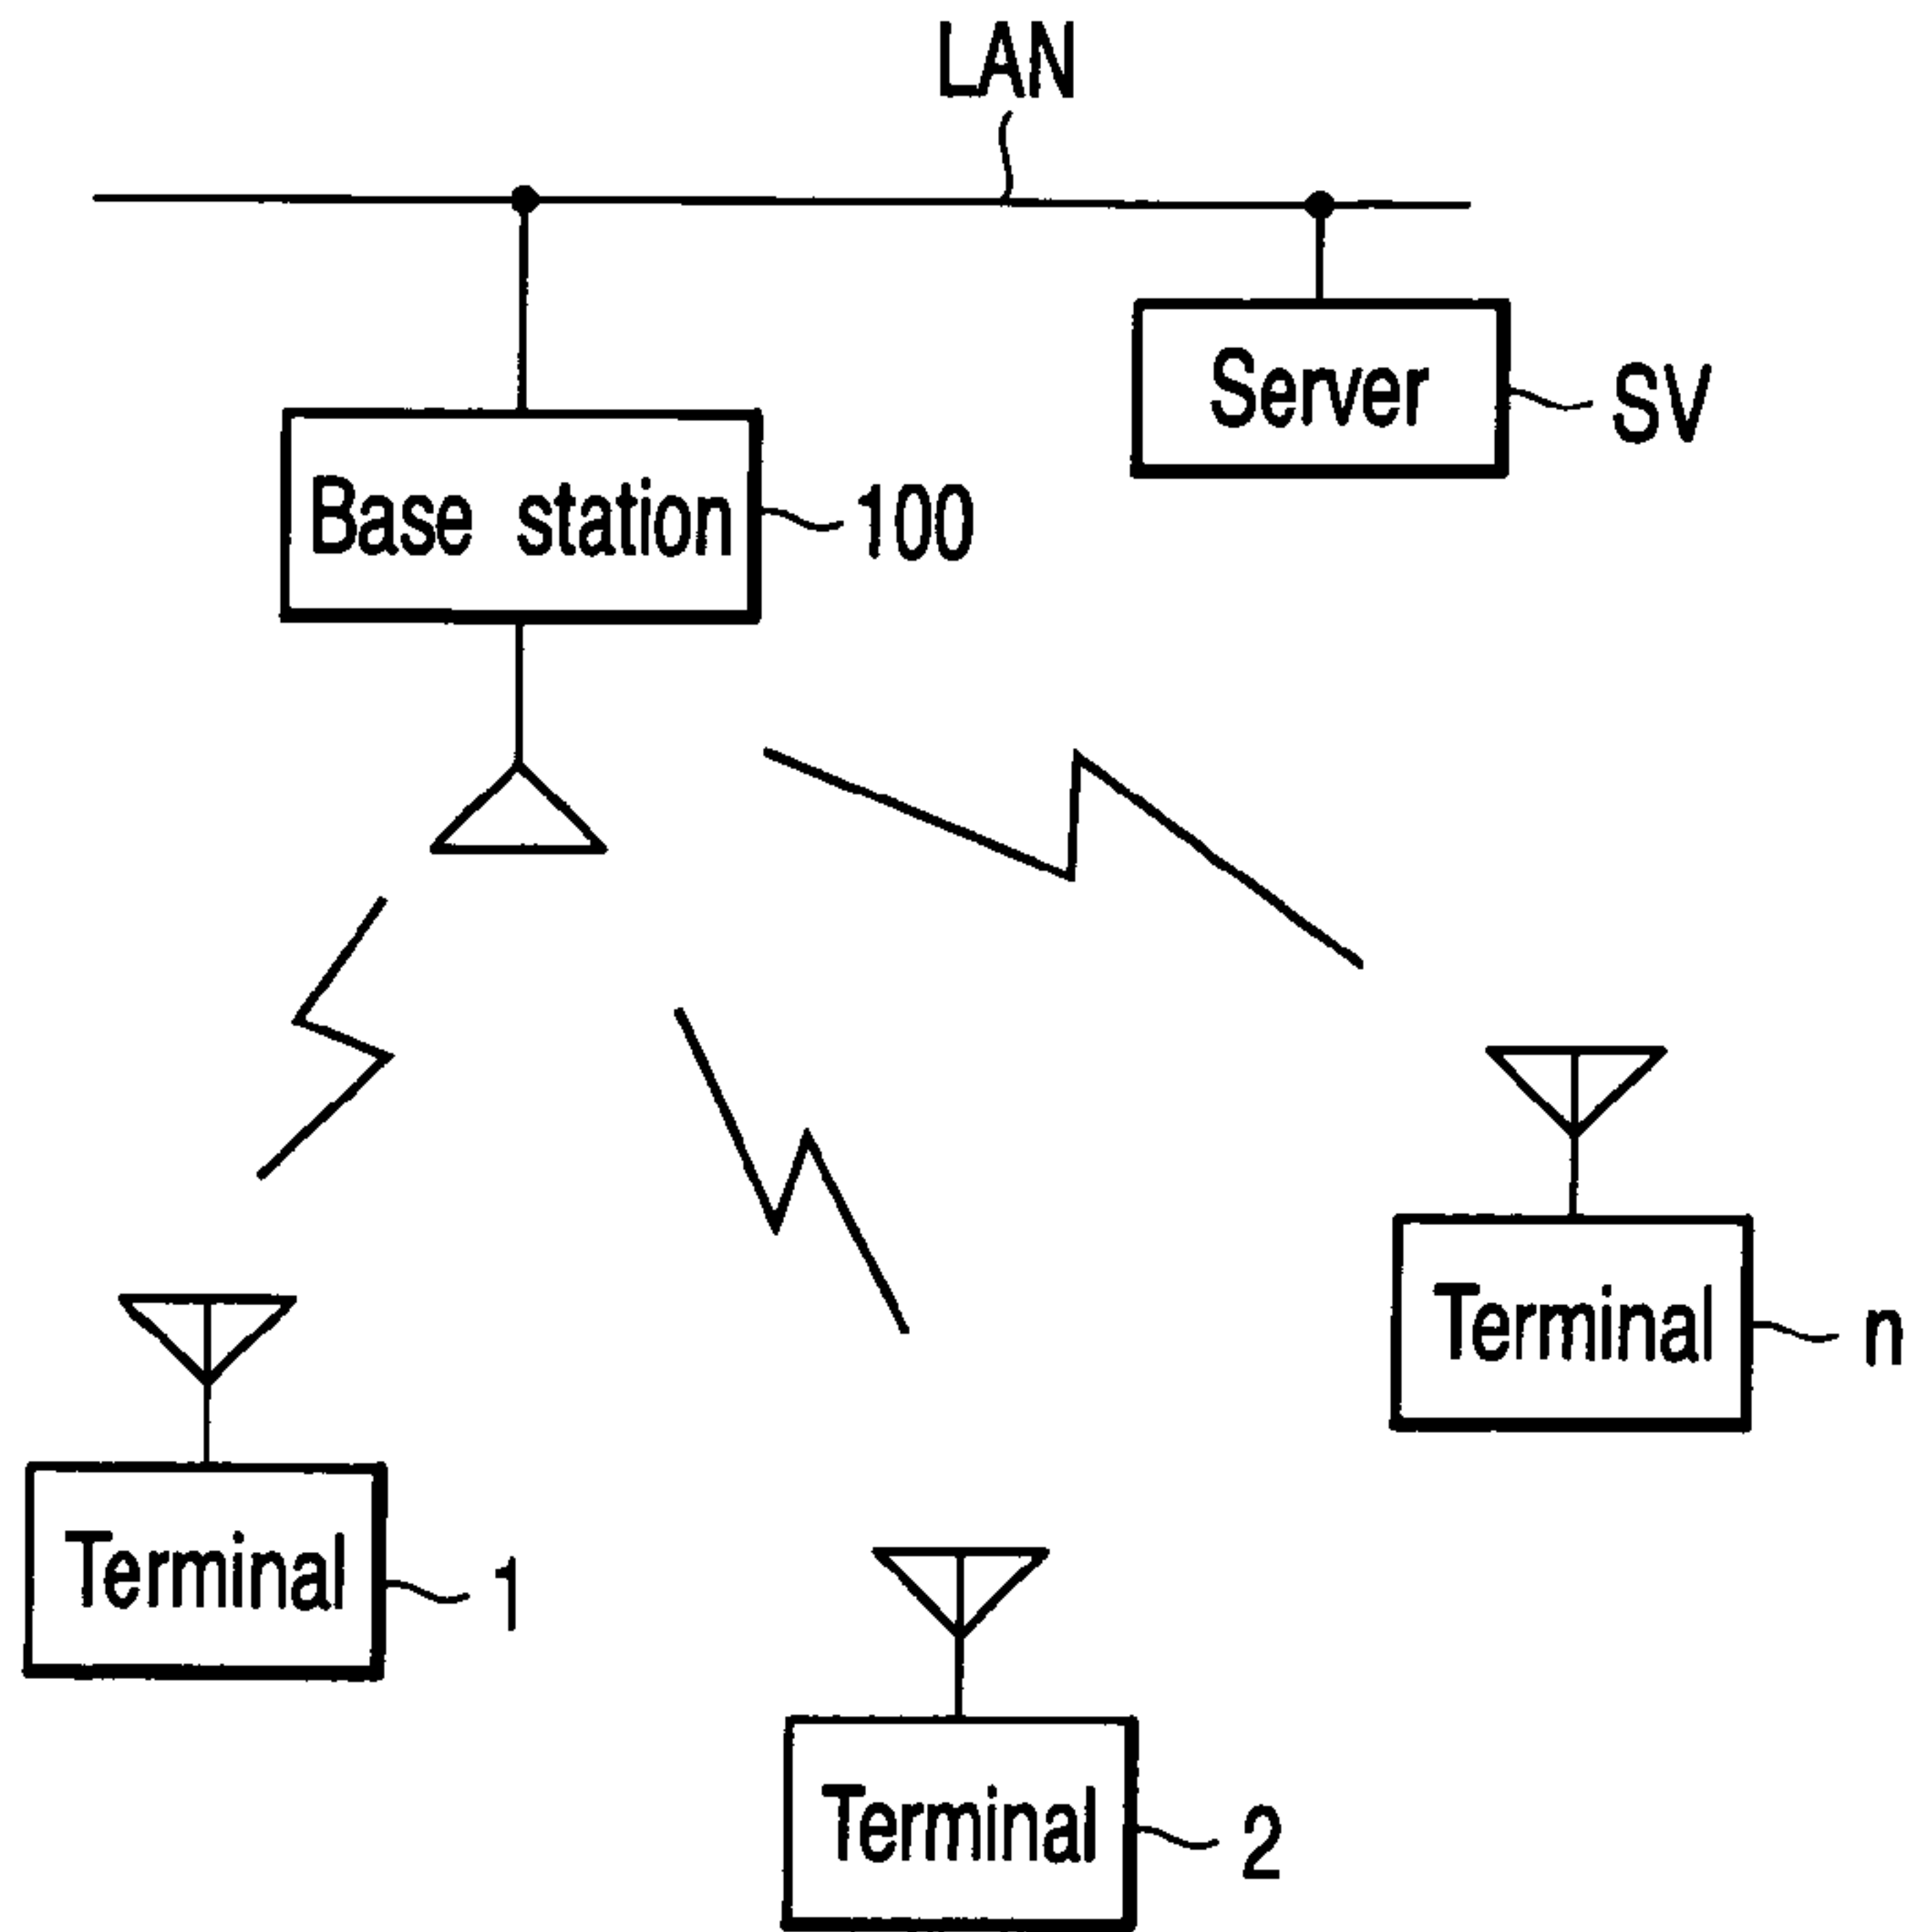 LAN
Server
SV
Base station
100
Terminal
n
Terminal
1
Terminal
2